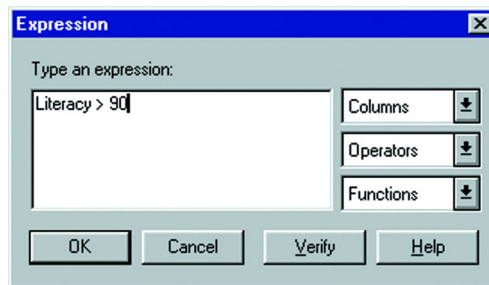 Expression
Type an expression:
Literacy > 90
Columns
Operators
Functions
OK Cancel Verify Help